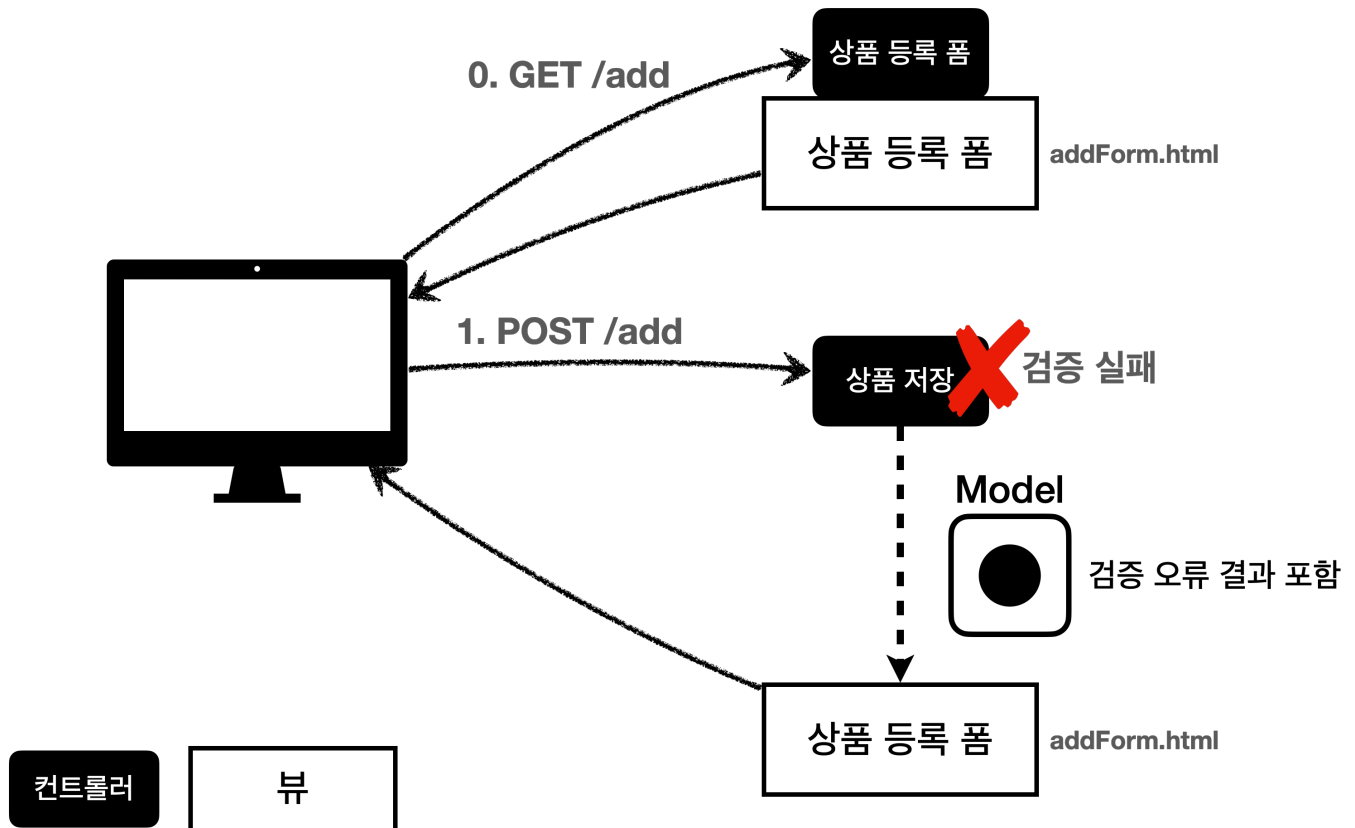 상품 등록 폼
0. GET /add
상품 등록 폼
addForm.html
1. POST /add
상품 저장
검증 실패
Model
검증 오류 결과 포함
상품 등록 폼
addForm.html
컨트롤러
뷰